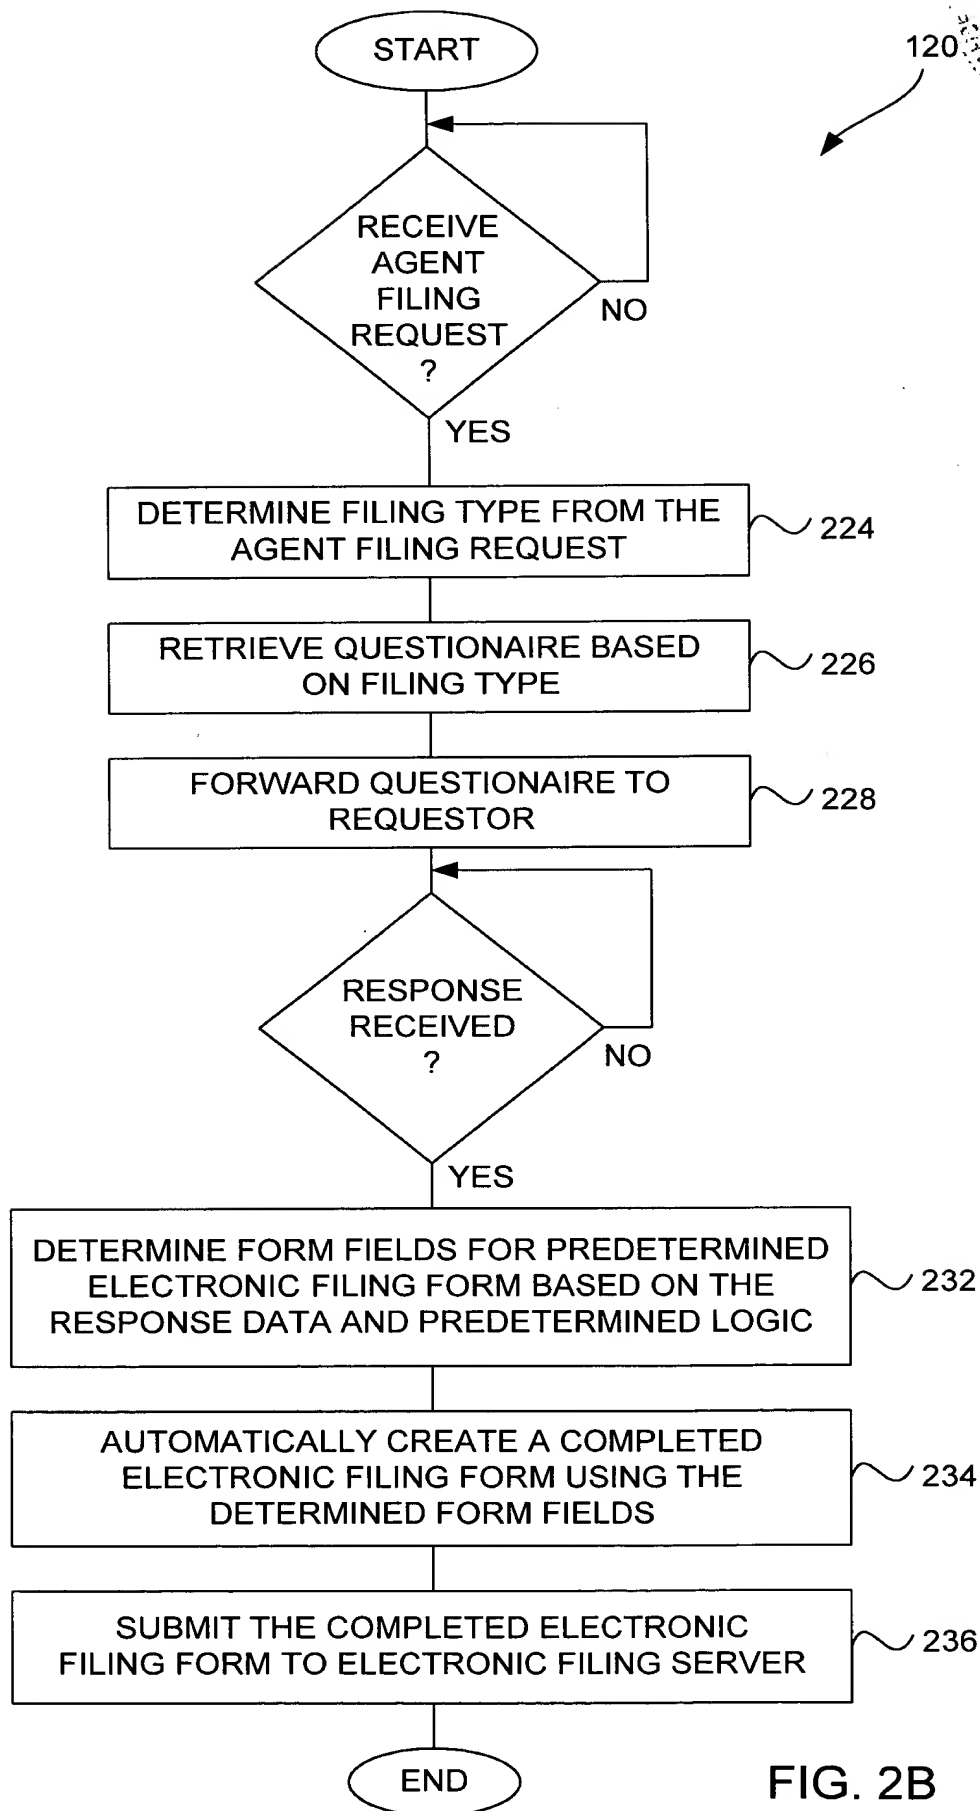 START
120
RECEIVE
AGENT
FILING
REQUEST
?
NO
YES
DETERMINE FILING TYPE FROM THE
AGENT FILING REQUEST
224
RETRIEVE QUESTIONAIRE BASED
ON FILING TYPE
226
FORWARD QUESTIONAIRE TO
REQUESTOR
228
RESPONSE
RECEIVED
?
NO
YES
DETERMINE FORM FIELDS FOR PREDETERMINED
ELECTRONIC FILING FORM BASED ON THE
RESPONSE DATA AND PREDETERMINED LOGIC
232
AUTOMATICALLY CREATE A COMPLETED
ELECTRONIC FILING FORM USING THE
DETERMINED FORM FIELDS
234
SUBMIT THE COMPLETED ELECTRONIC
FILING FORM TO ELECTRONIC FILING SERVER
236
END
FIG. 2B